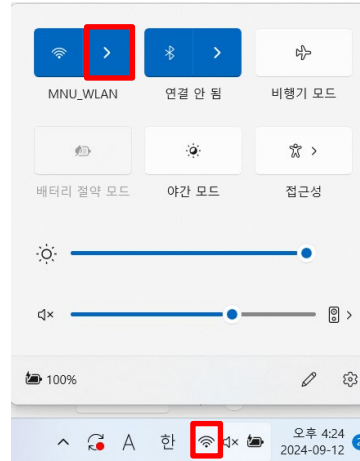 MNU_WLAN 연결 안 됨 비행기 모드
배터리 절약 모드 야간 모드 접근성
100%
A 한 오후 4:24
2024-09-12